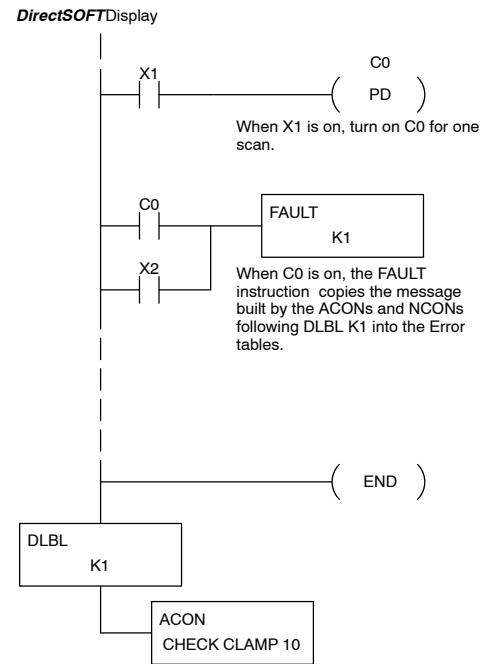 DirectSOFTDisplay
X1
C0
PD
When X1 is on, turn on C0 for one
scan.
C0
FAULT
K1
X2
When C0 is on, the FAULT
instruction copies the message
built by the ACONs and NCONs
following DLBL K1 into the Error
tables.
END
DLBL
K1
ACON
CHECK CLAMP 10